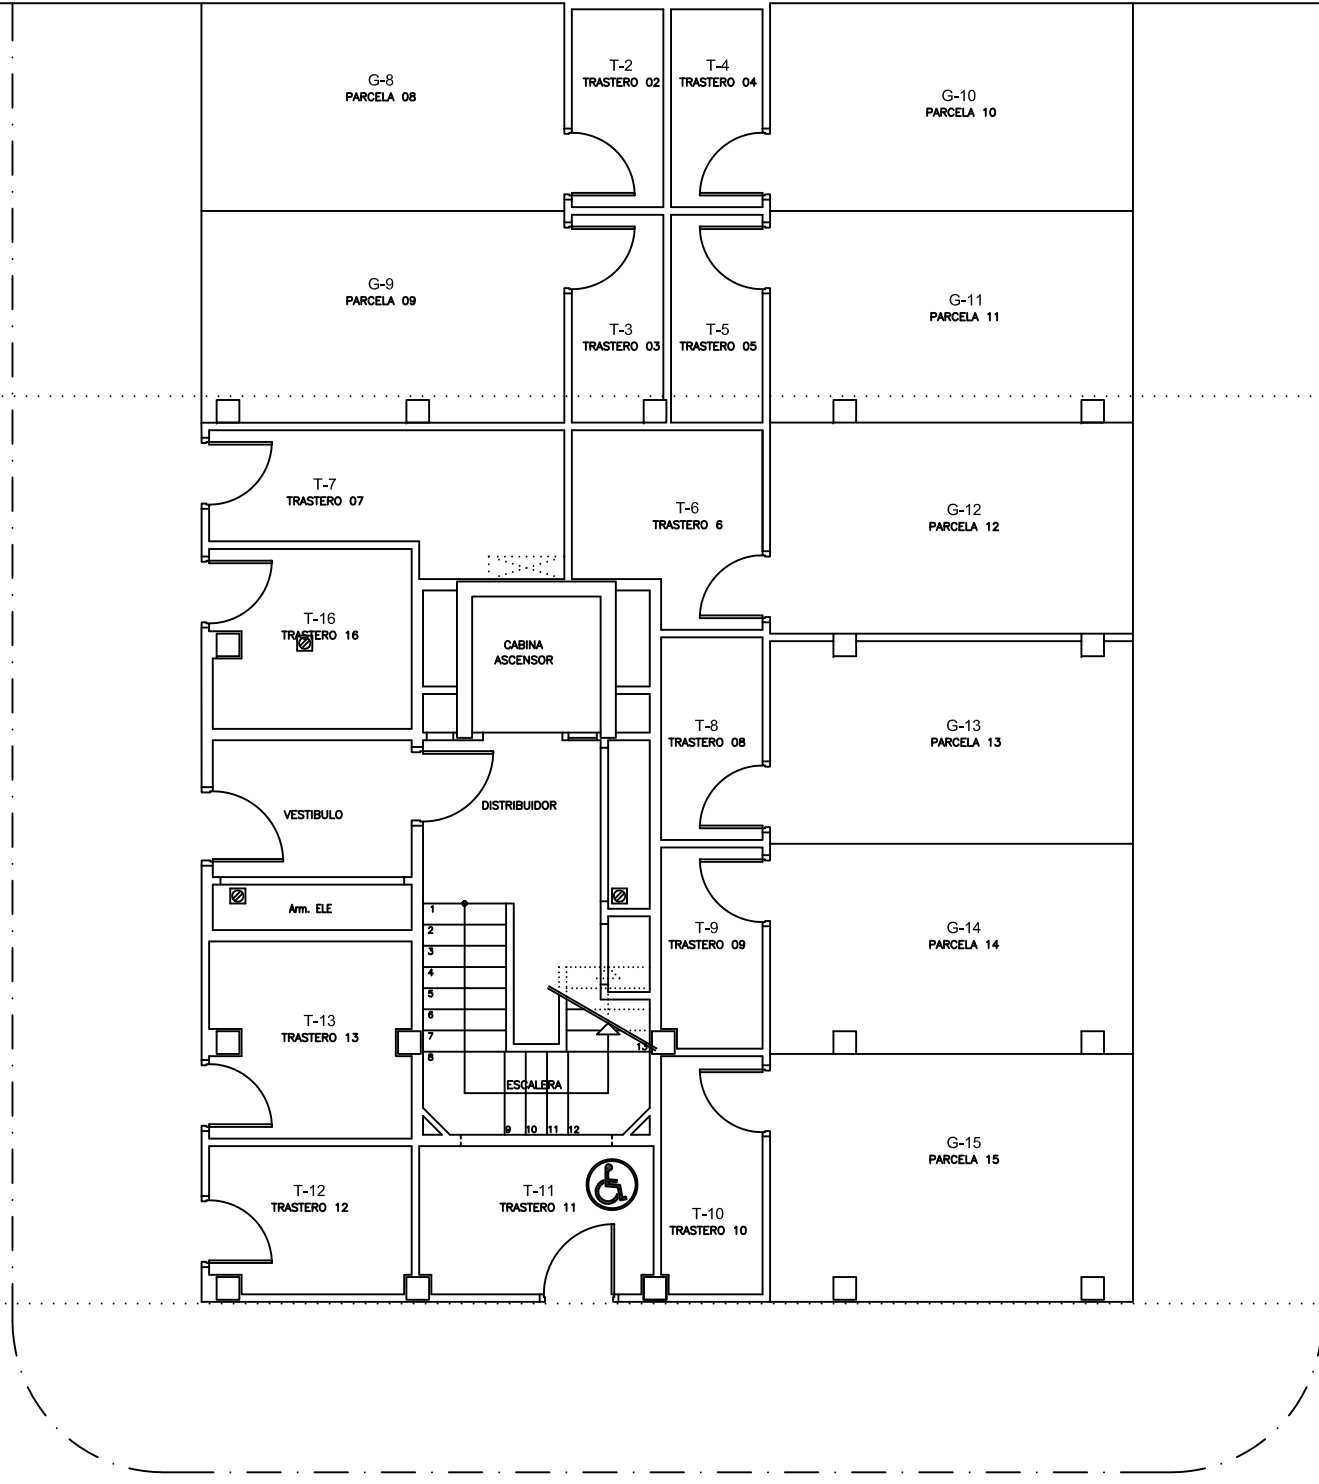 G-8
PARCELA 08
T-2
TRASTERO 02
T-4
TRASTERO 04
G-10
PARCELA 10
G-9
PARCELA 09
T-3
TRASTERO 03
T-5
TRASTERO 05
G-11
PARCELA 11
T-7
TRASTERO 07
T-6
TRASTERO 6
G-12
PARCELA 12
T-16
TRASTERO 16
CABINA
ASCENSOR
T-8
TRASTERO 08
G-13
PARCELA 13
VESTIBULO
DISTRIBUIDOR
Arm. ELE
1
2
3
4
5
6
7
8
T-9
TRASTERO 09
G-14
PARCELA 14
T-13
TRASTERO 13
13
ESCALERA
9
10
11
12
G-15
PARCELA 15
T-12
TRASTERO 12
T-11
TRASTERO 11
T-10
TRASTERO 10